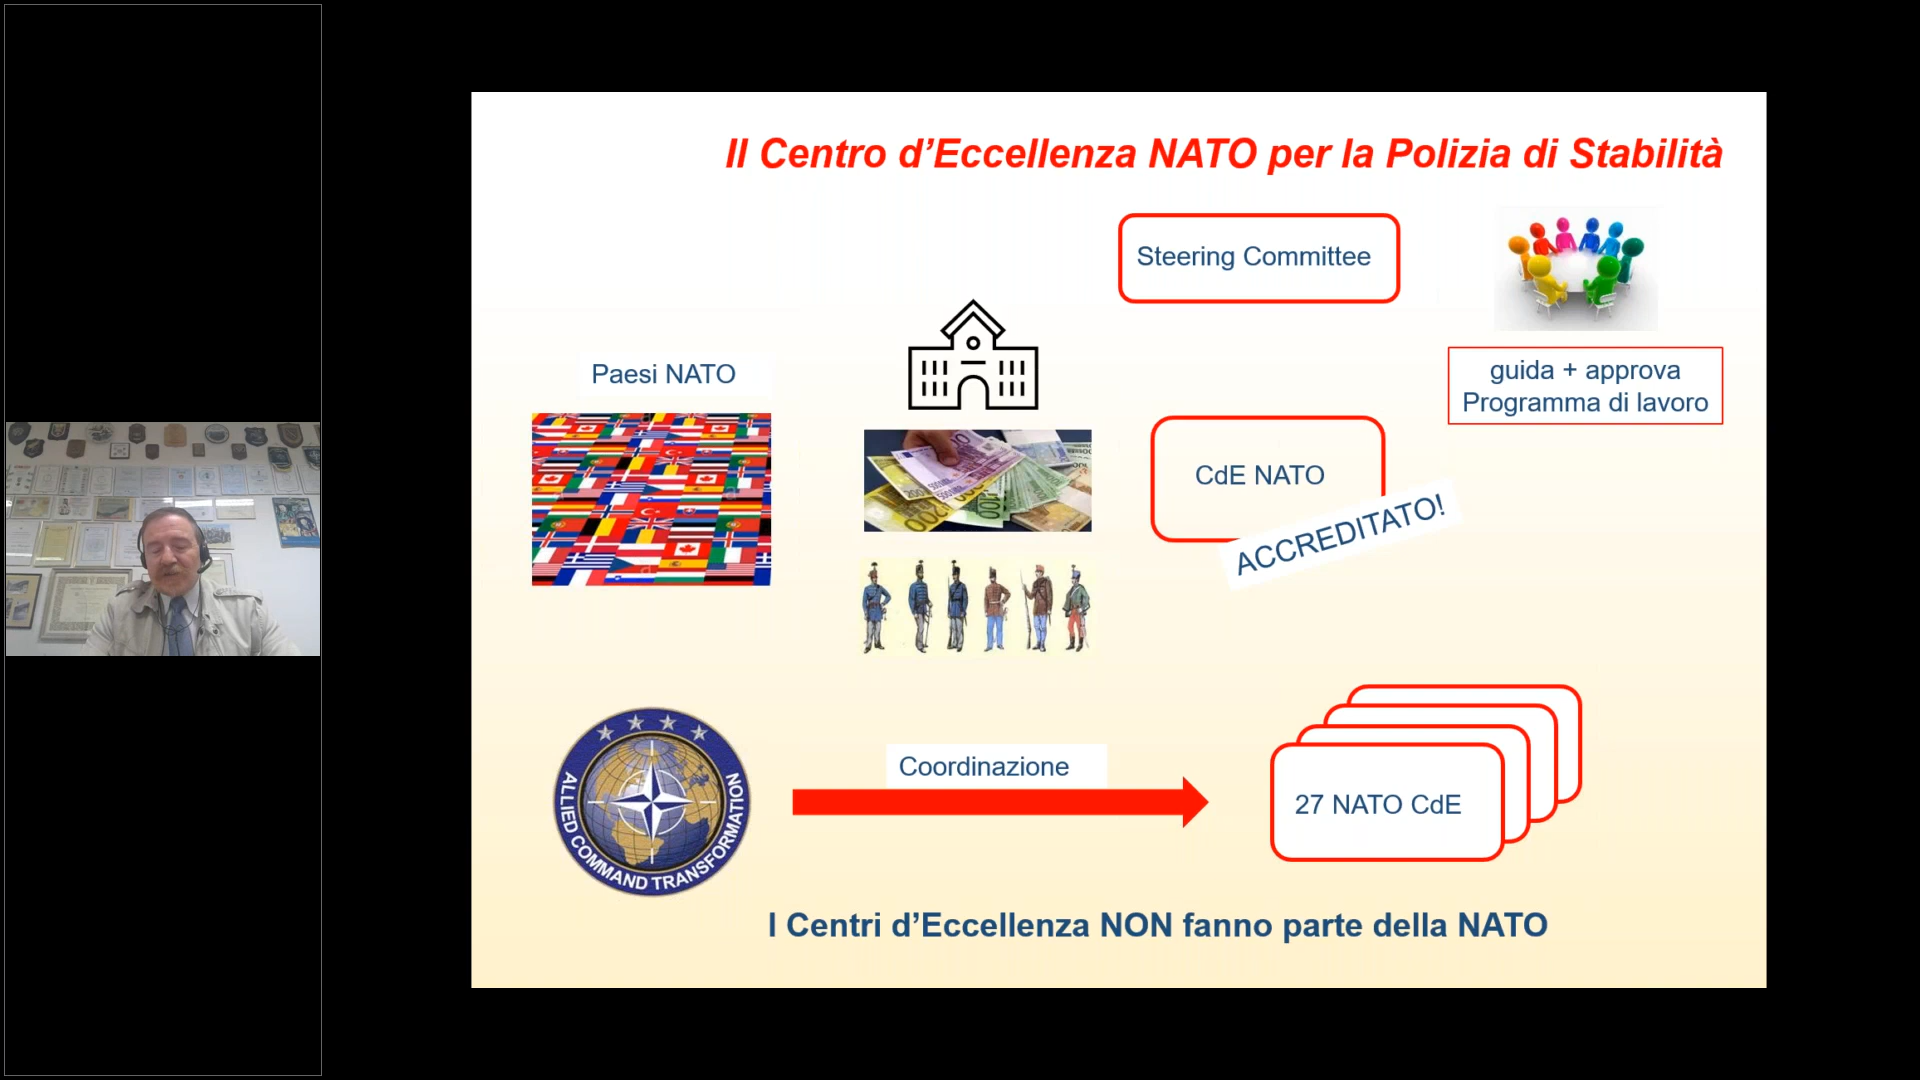 Il Centro d'Eccellenza NATO per la Polizia di Stabilità
Steering Committee
guida + approva
Programma di lavoro
Paesi NATO
CdE NATO
ACCREDITATO!
ALLIED COMMAND TRANSFORMATION
Coordinazione
27 NATO CdE
I Centri d'Eccellenza NON fanno parte della NATO